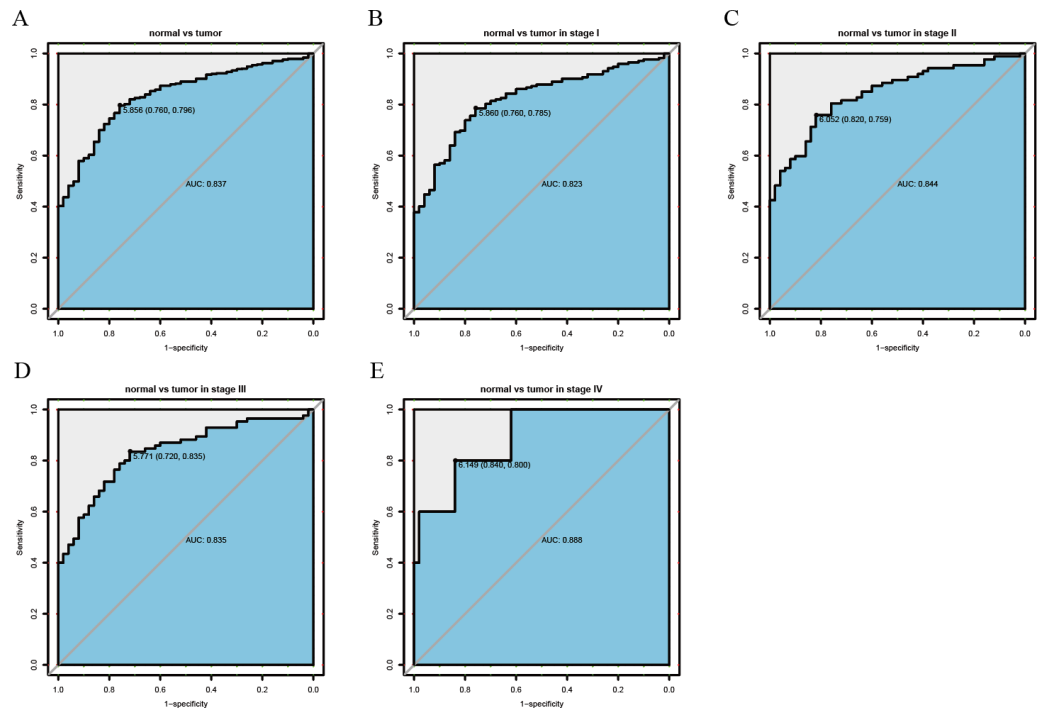 A
normal vs tumor
Sensitivity
1.0
0.8
0.6
0.4
0.2
0.0
5.856 (0.760, 0.796)
AUC: 0.837
1.0 0.8 0.6 0.4 0.2 0.0
1-specificity
B
normal vs tumor in stage I
Sensitivity
1.0
0.8
0.6
0.4
0.2
0.0
5.860 (0.760, 0.785)
AUC: 0.823
1.0 0.8 0.6 0.4 0.2 0.0
1-specificity
C
normal vs tumor in stage II
Sensitivity
1.0
0.8
0.6
0.4
0.2
0.0
6.052 (0.820, 0.759)
AUC: 0.844
1.0 0.8 0.6 0.4 0.2 0.0
1-specificity
D
normal vs tumor in stage III
Sensitivity
1.0
0.8
0.6
0.4
0.2
0.0
5.771 (0.720, 0.835)
AUC: 0.835
1.0 0.8 0.6 0.4 0.2 0.0
1-specificity
E
normal vs tumor in stage IV
Sensitivity
1.0
0.8
0.6
0.4
0.2
0.0
6.149 (0.840, 0.800)
AUC: 0.888
1.0 0.8 0.6 0.4 0.2 0.0
1-specificity